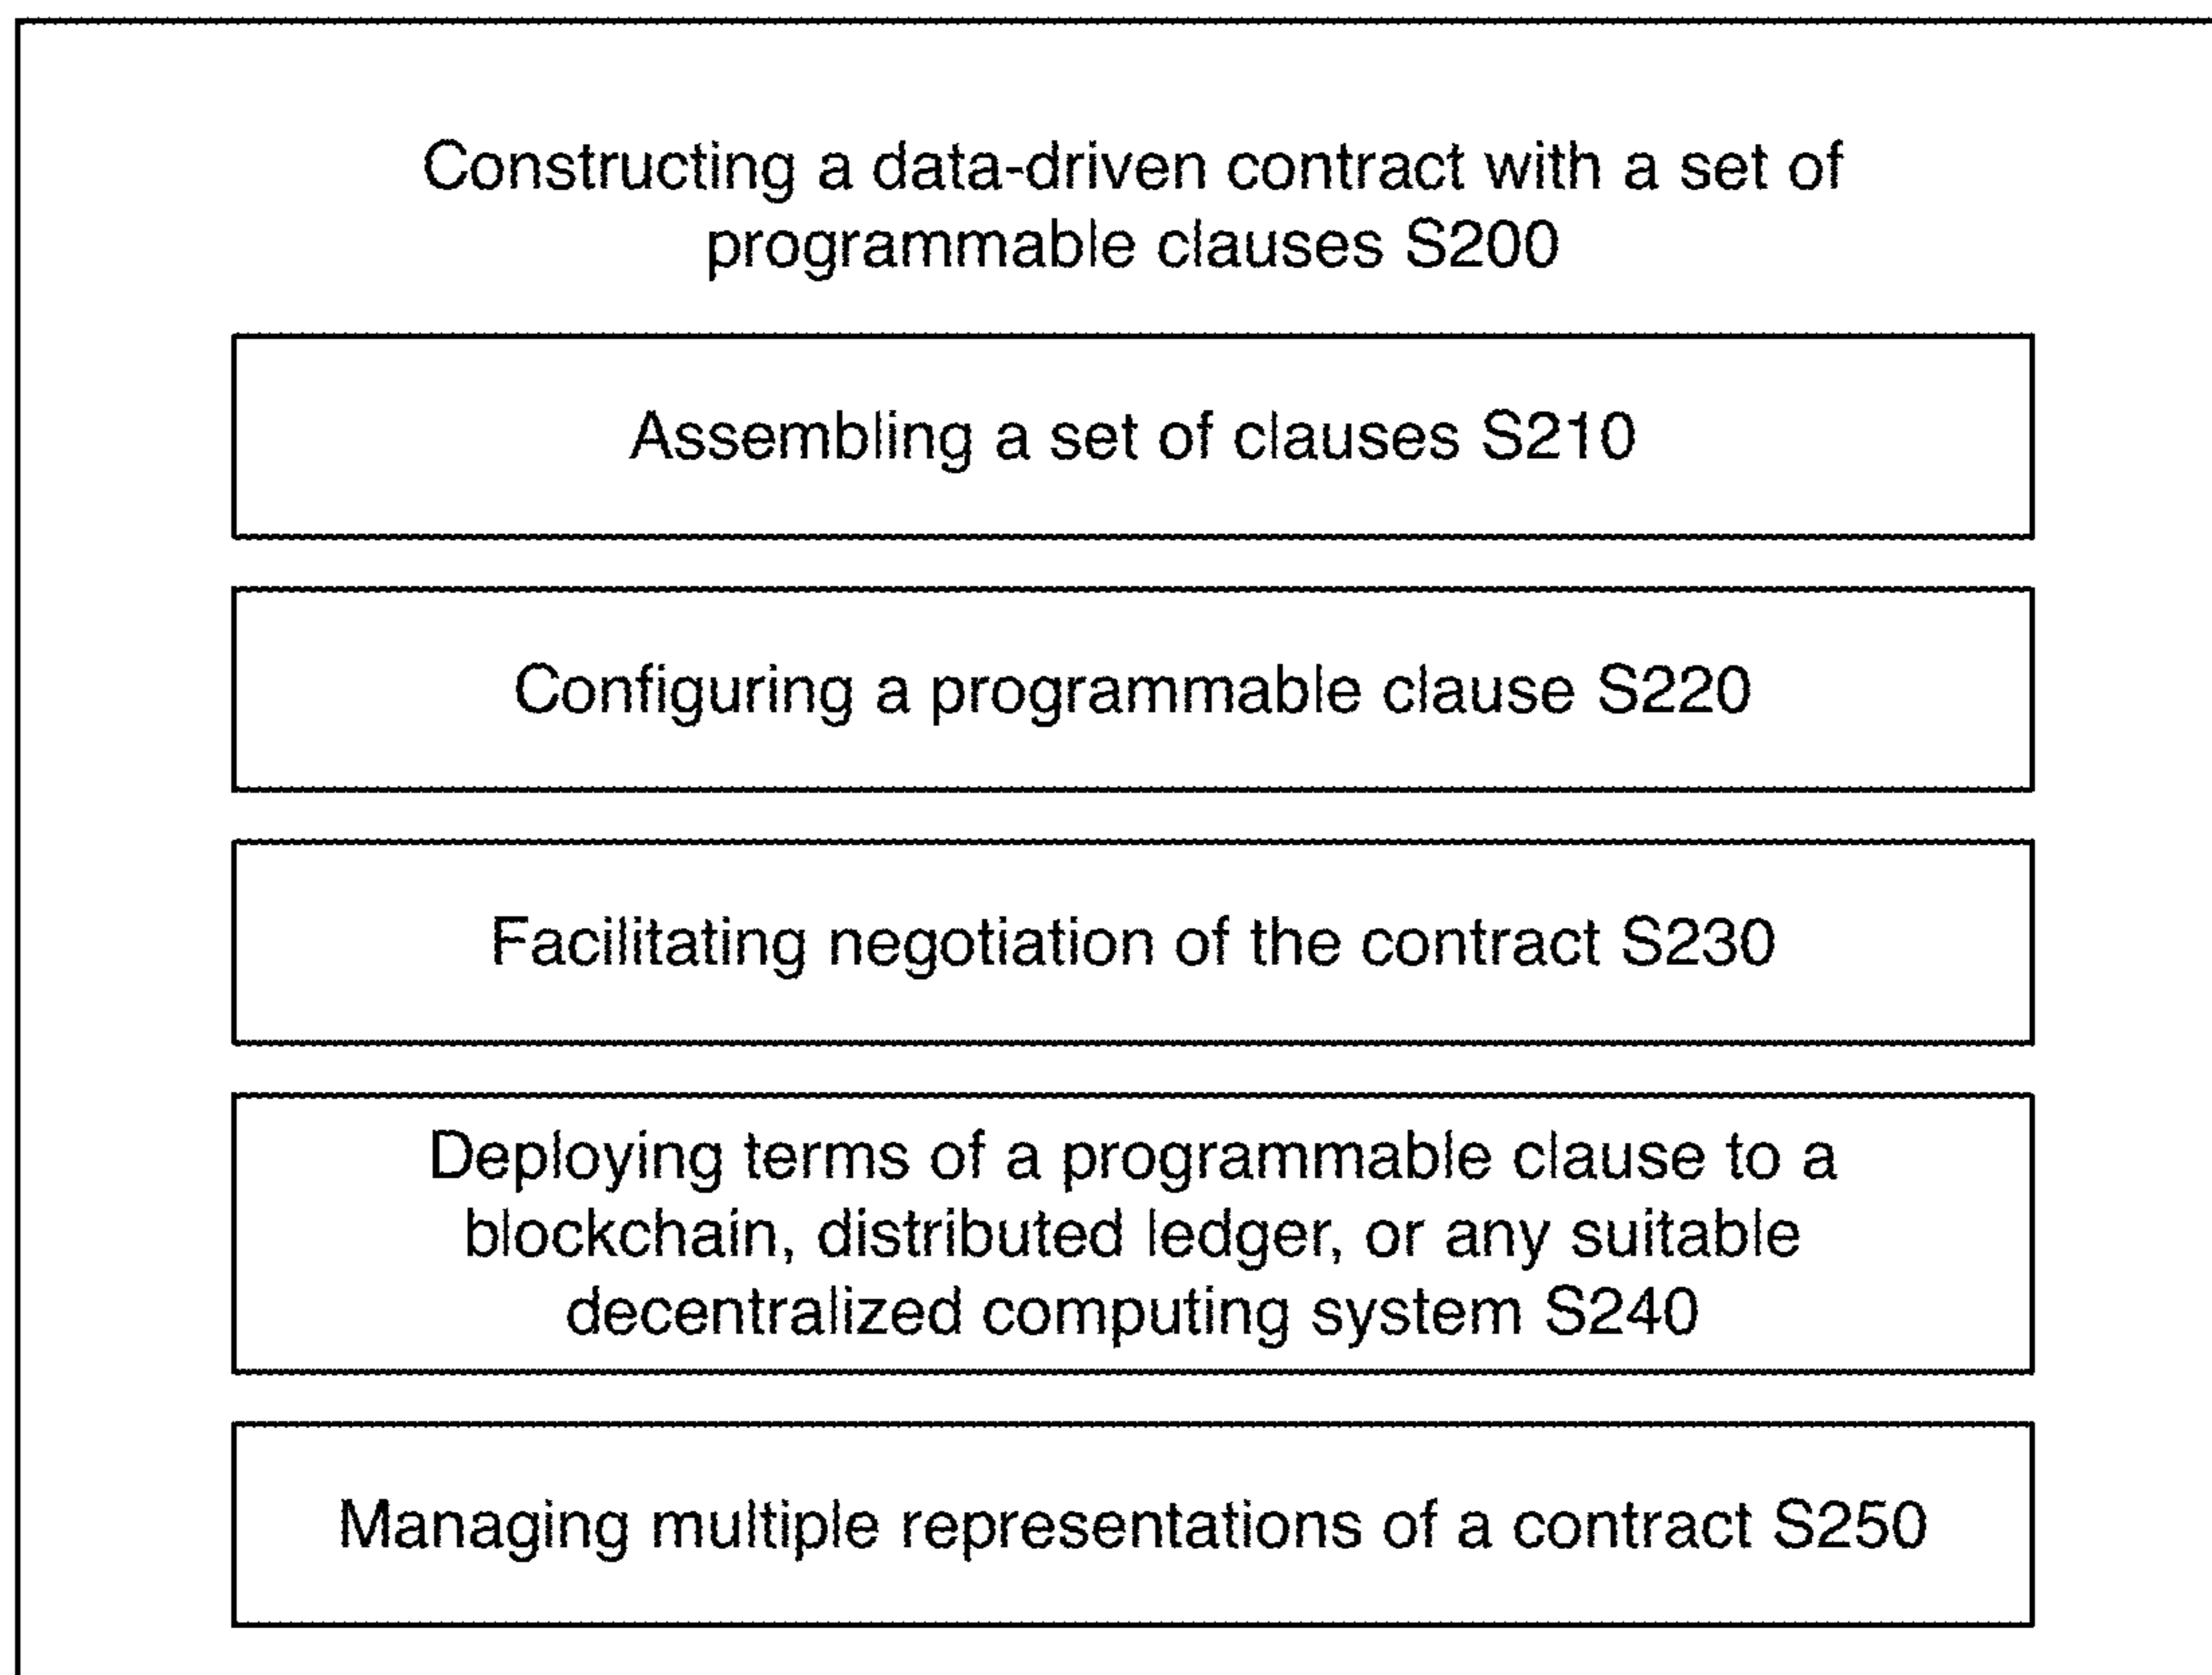 Constructing a data-driven contract with a set of
programmable clauses S200
Assembling a set of clauses S210
Configuring a programmable clause S220
Facilitating negotiation of the contract S230
Deploying terms of a programmable clause to a
blockchain, distributed ledger, or any suitable
decentralized computing system S240
Managing multiple representations of a contract S250